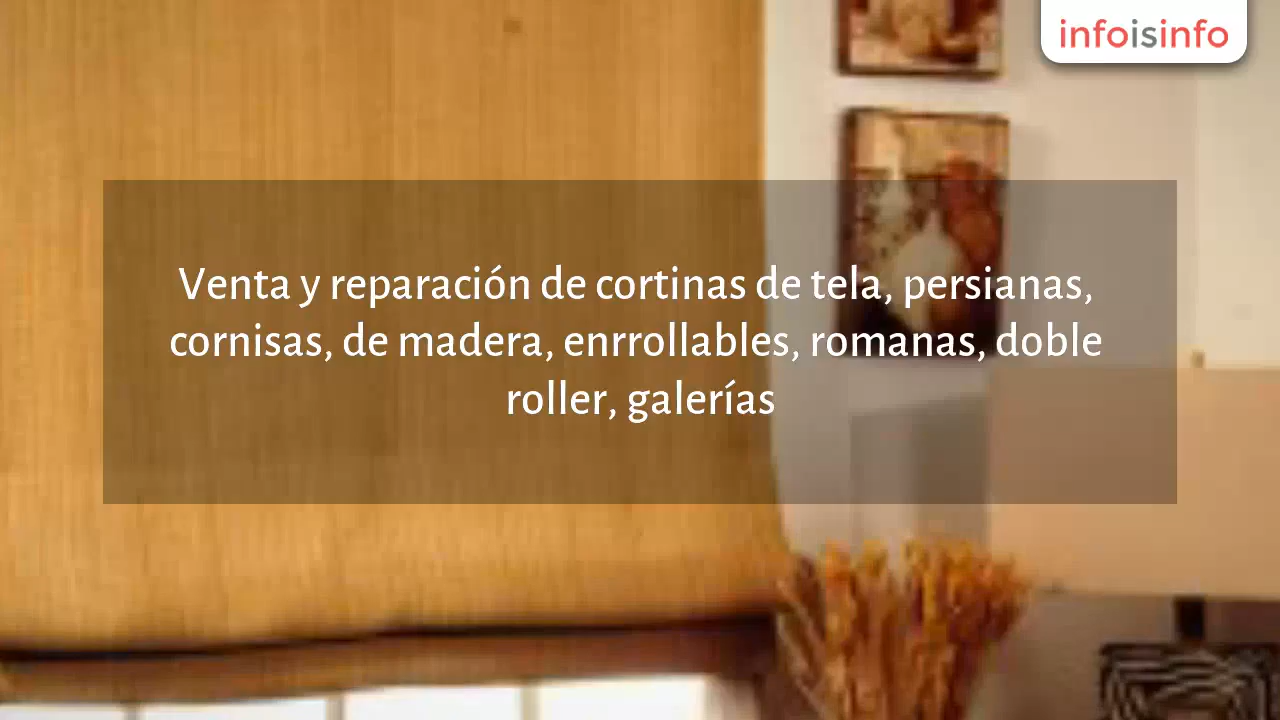 infoisinfo
Venta y reparación de cortinas de tela, persianas,
cornisas, de madera, enrrollables, romanas, doble
roller, galerías